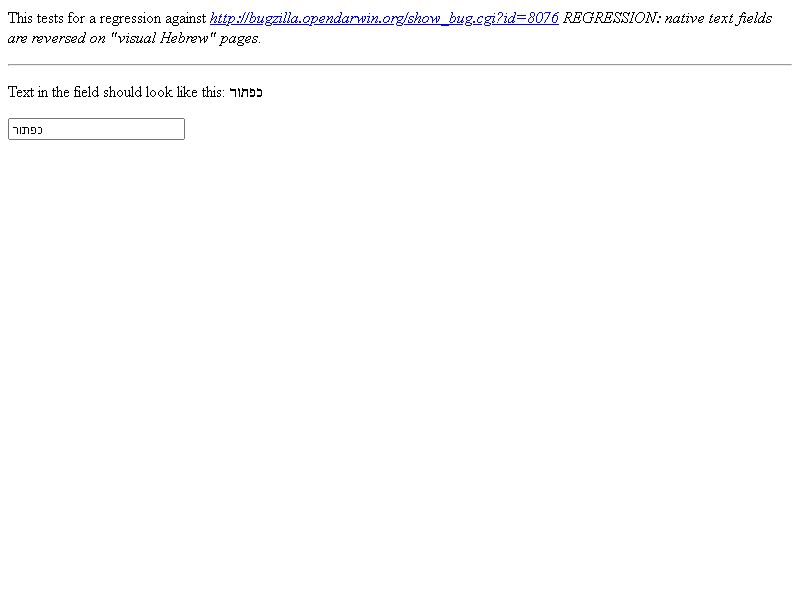 This tests for a regression against http://bugzilla.opendarwin.org/show_bug.cgi?id=8076 REGRESSION: native text fields
are reversed on "visual Hebrew" pages.
Text in the field should look like this: כפתור
כפתור